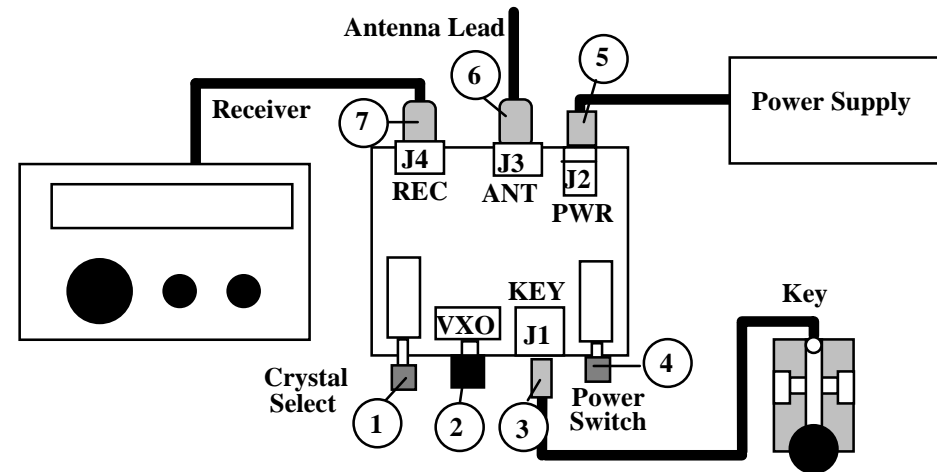 Antenna Lead
6
5
Receiver
7
Power Supply
J4
J3
J2
REC
ANT
PWR
KEY
Key
VXO
J1
Crystal
Select
1
2
3
4
Power
Switch